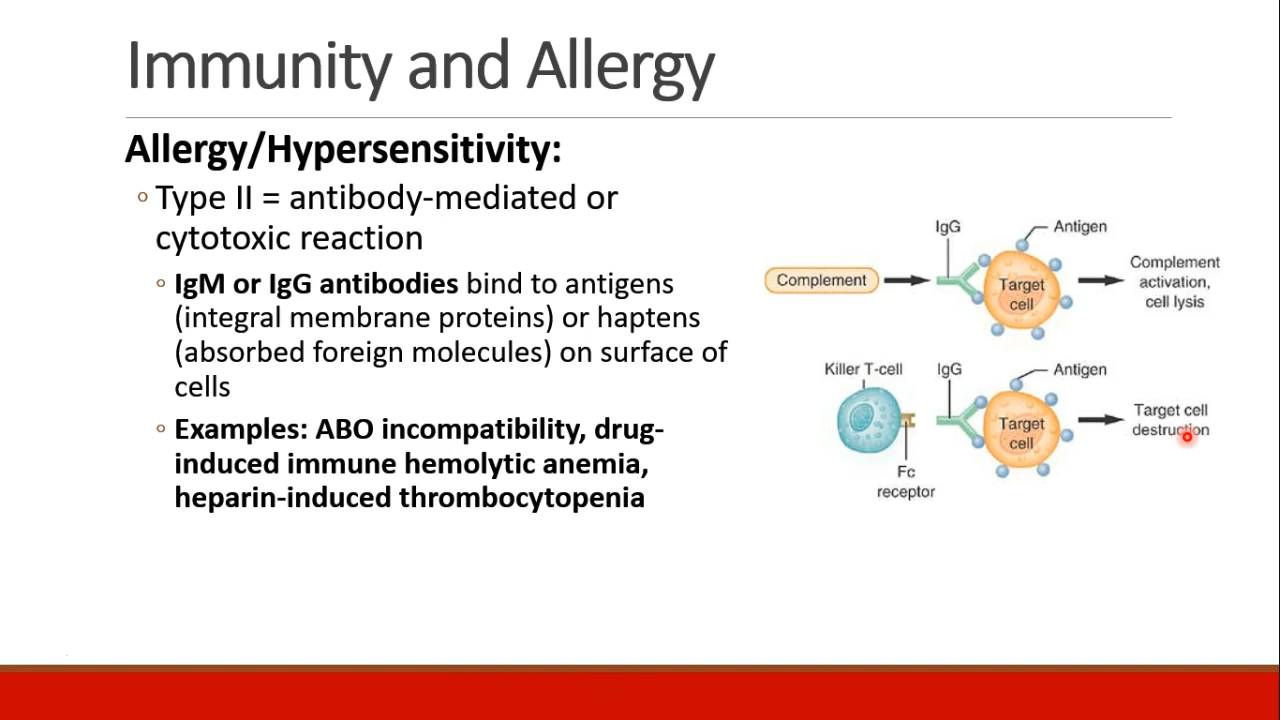 Immunity and Allergy
Allergy/Hypersensitivity:
◦ Type II = antibody-mediated or
cytotoxic reaction
◦ IgM or IgG antibodies bind to antigens
(integral membrane proteins) or haptens
(absorbed foreign molecules) on surface of
cells
◦ Examples: ABO incompatibility, drug-
induced immune hemolytic anemia,
heparin-induced thrombocytopenia
IgG
Antigen
Complement
Target
cell
Complement
activation,
cell lysis
Killer T-cell
IgG
Antigen
Target
cell
Target cell
destruction
Fc
receptor